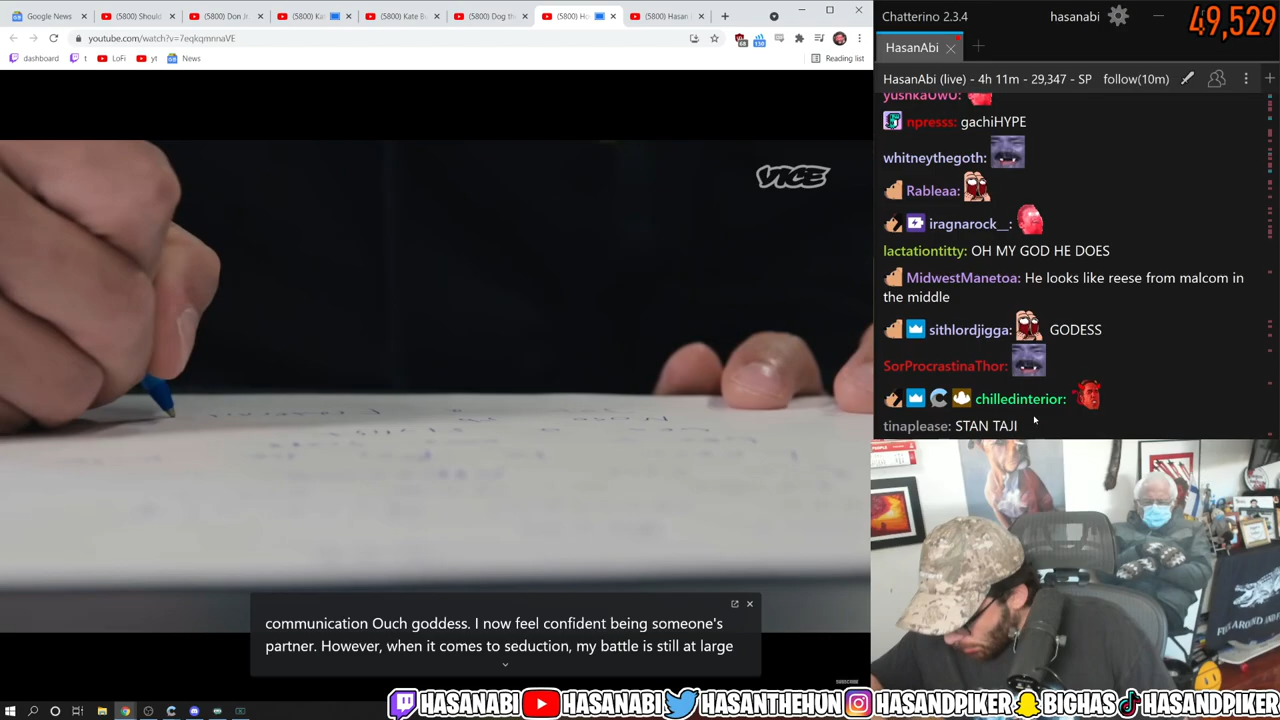 Google News
(5800) Should
(5800) Don J
(5800) Ka
(5800) Kate B
(5800) Dog th
(5800) Ho
(5800) Hasan
youtube.com/watch?v=7eqkqmnnaVE
dashboard
t
LoFi
yt
News
Reading list
VICE
communication Ouch goddess. I now feel confident being someone's
partner. However, when it comes to seduction, my battle is still at large
SUBSCRIBE
Chatterino 2.3.4
hasanabi
49,529
HasanAbi
HasanAbi (live) - 4h 11m - 29,347 - SP
follow(10m)
yushkaUwU:
npresss: gachiHYPE
whitneythegoth:
Rableaa:
iragnarock__:
lactationtitty: OH MY GOD HE DOES
MidwestManetoa: He looks like reese from malcom in
the middle
sithlordjigga: GODESS
SorProcrastinaThor:
chilledinterior:
tinaplease: STAN TAJI
HASANABI HASANABI HASANTHEHUN HASANDPIKER BIGHAS HASANDPIKER